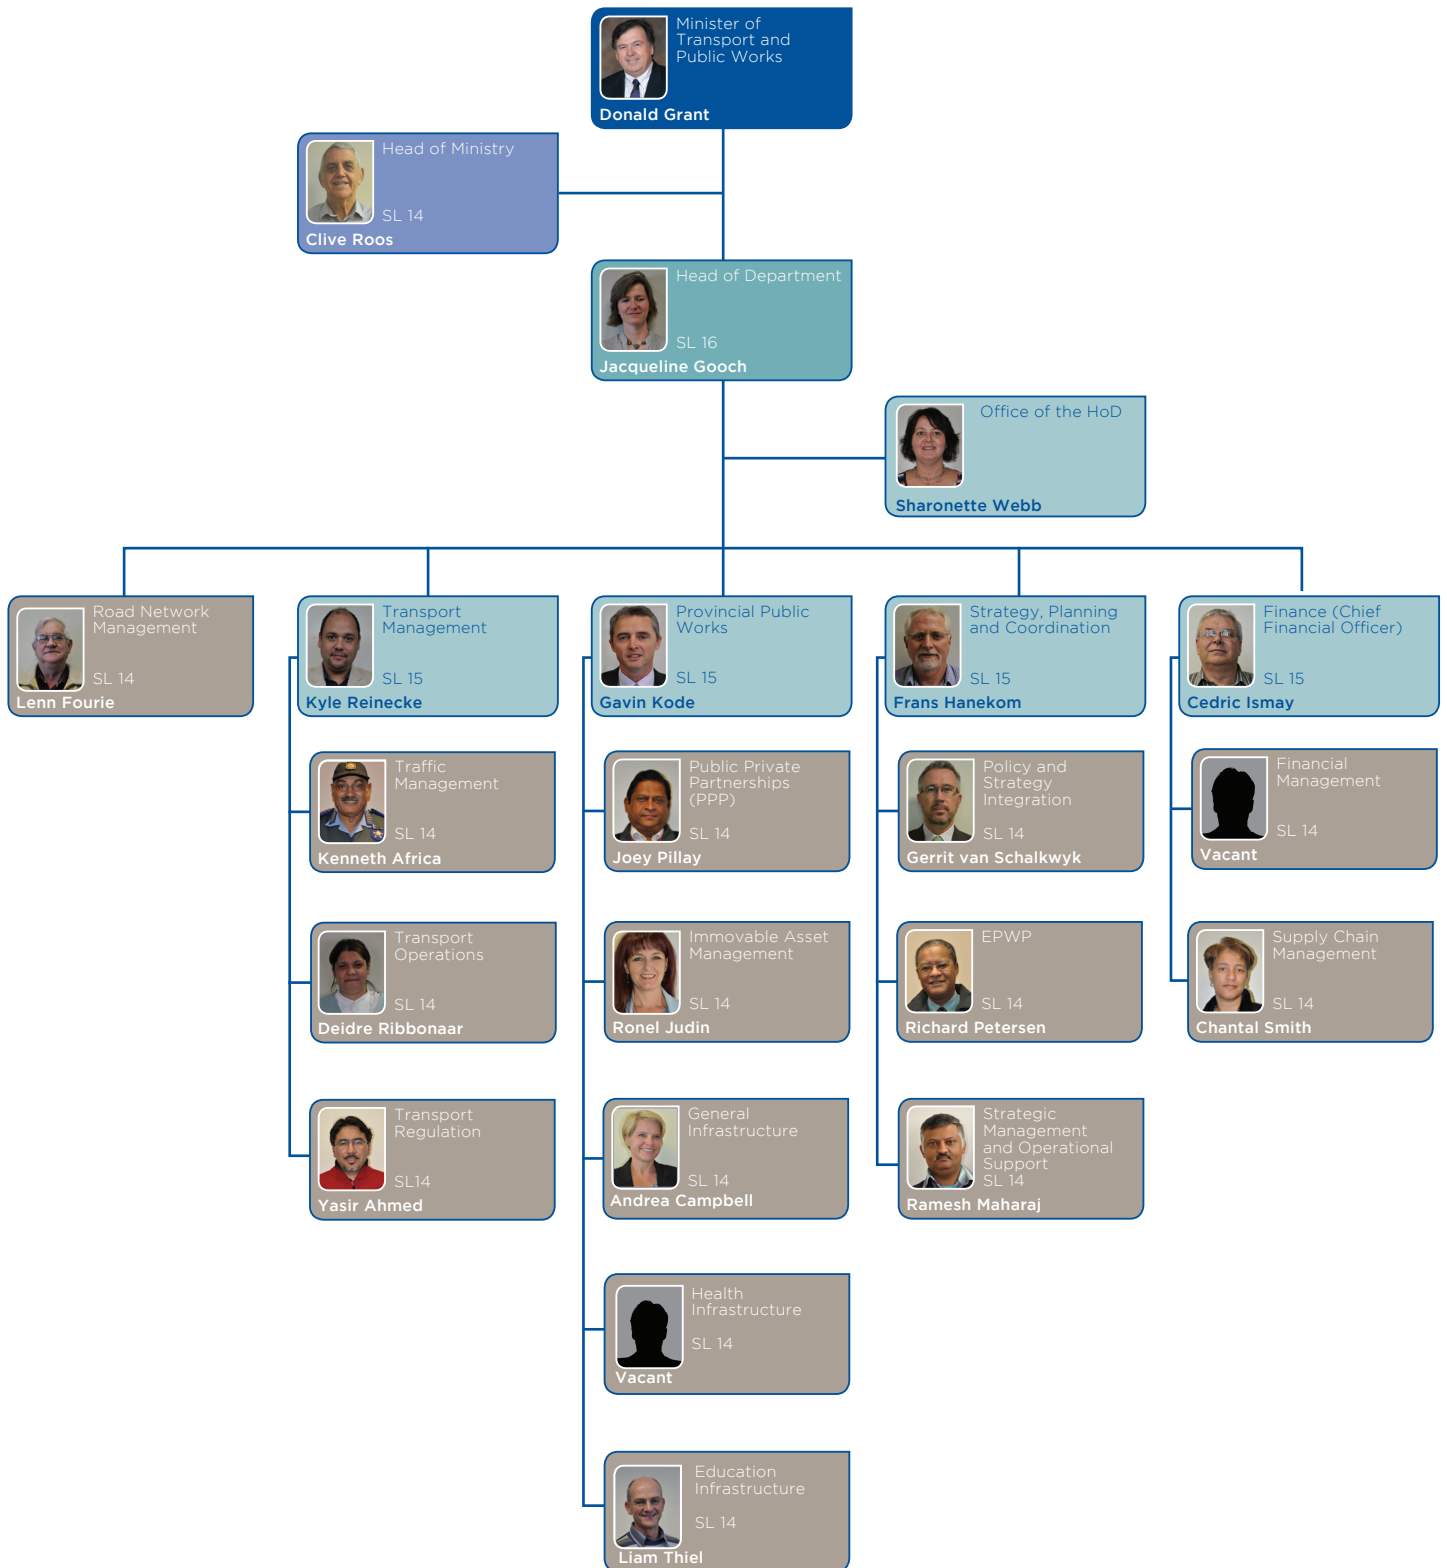 Minister of
Transport and
Public Works
Donald Grant
Head of Ministry
SL 14
Clive Roos
Head of Department
SL 16
Jacqueline Gooch
Office of the HoD
Sharonette Webb
Road Network
Management
SL 14
Lenn Fourie
Transport
Management
SL 15
Kyle Reinecke
Provincial Public
Works
SL 15
Gavin Kode
Strategy, Planning
and Coordination
SL 15
Frans Hanekom
Finance (Chief
Financial Officer)
SL 15
Cedric Ismay
Traffic
Management
SL 14
Kenneth Africa
Public Private
Partnerships
(PPP)
SL 14
Joey Pillay
Policy and
Strategy
Integration
SL 14
Gerrit van Schalkwyk
Financial
Management
SL 14
Vacant
Transport
Operations
SL 14
Deidre Ribbonaar
Immovable Asset
Management
SL 14
Ronel Judin
EPWP
SL 14
Richard Petersen
Supply Chain
Management
SL 14
Chantal Smith
Transport
Regulation
SL14
Yasir Ahmed
General
Infrastructure
SL 14
Andrea Campbell
Strategic
Management
and Operational
Support
SL 14
Ramesh Maharaj
Health
Infrastructure
SL 14
Vacant
Education
Infrastructure
SL 14
Liam Thiel